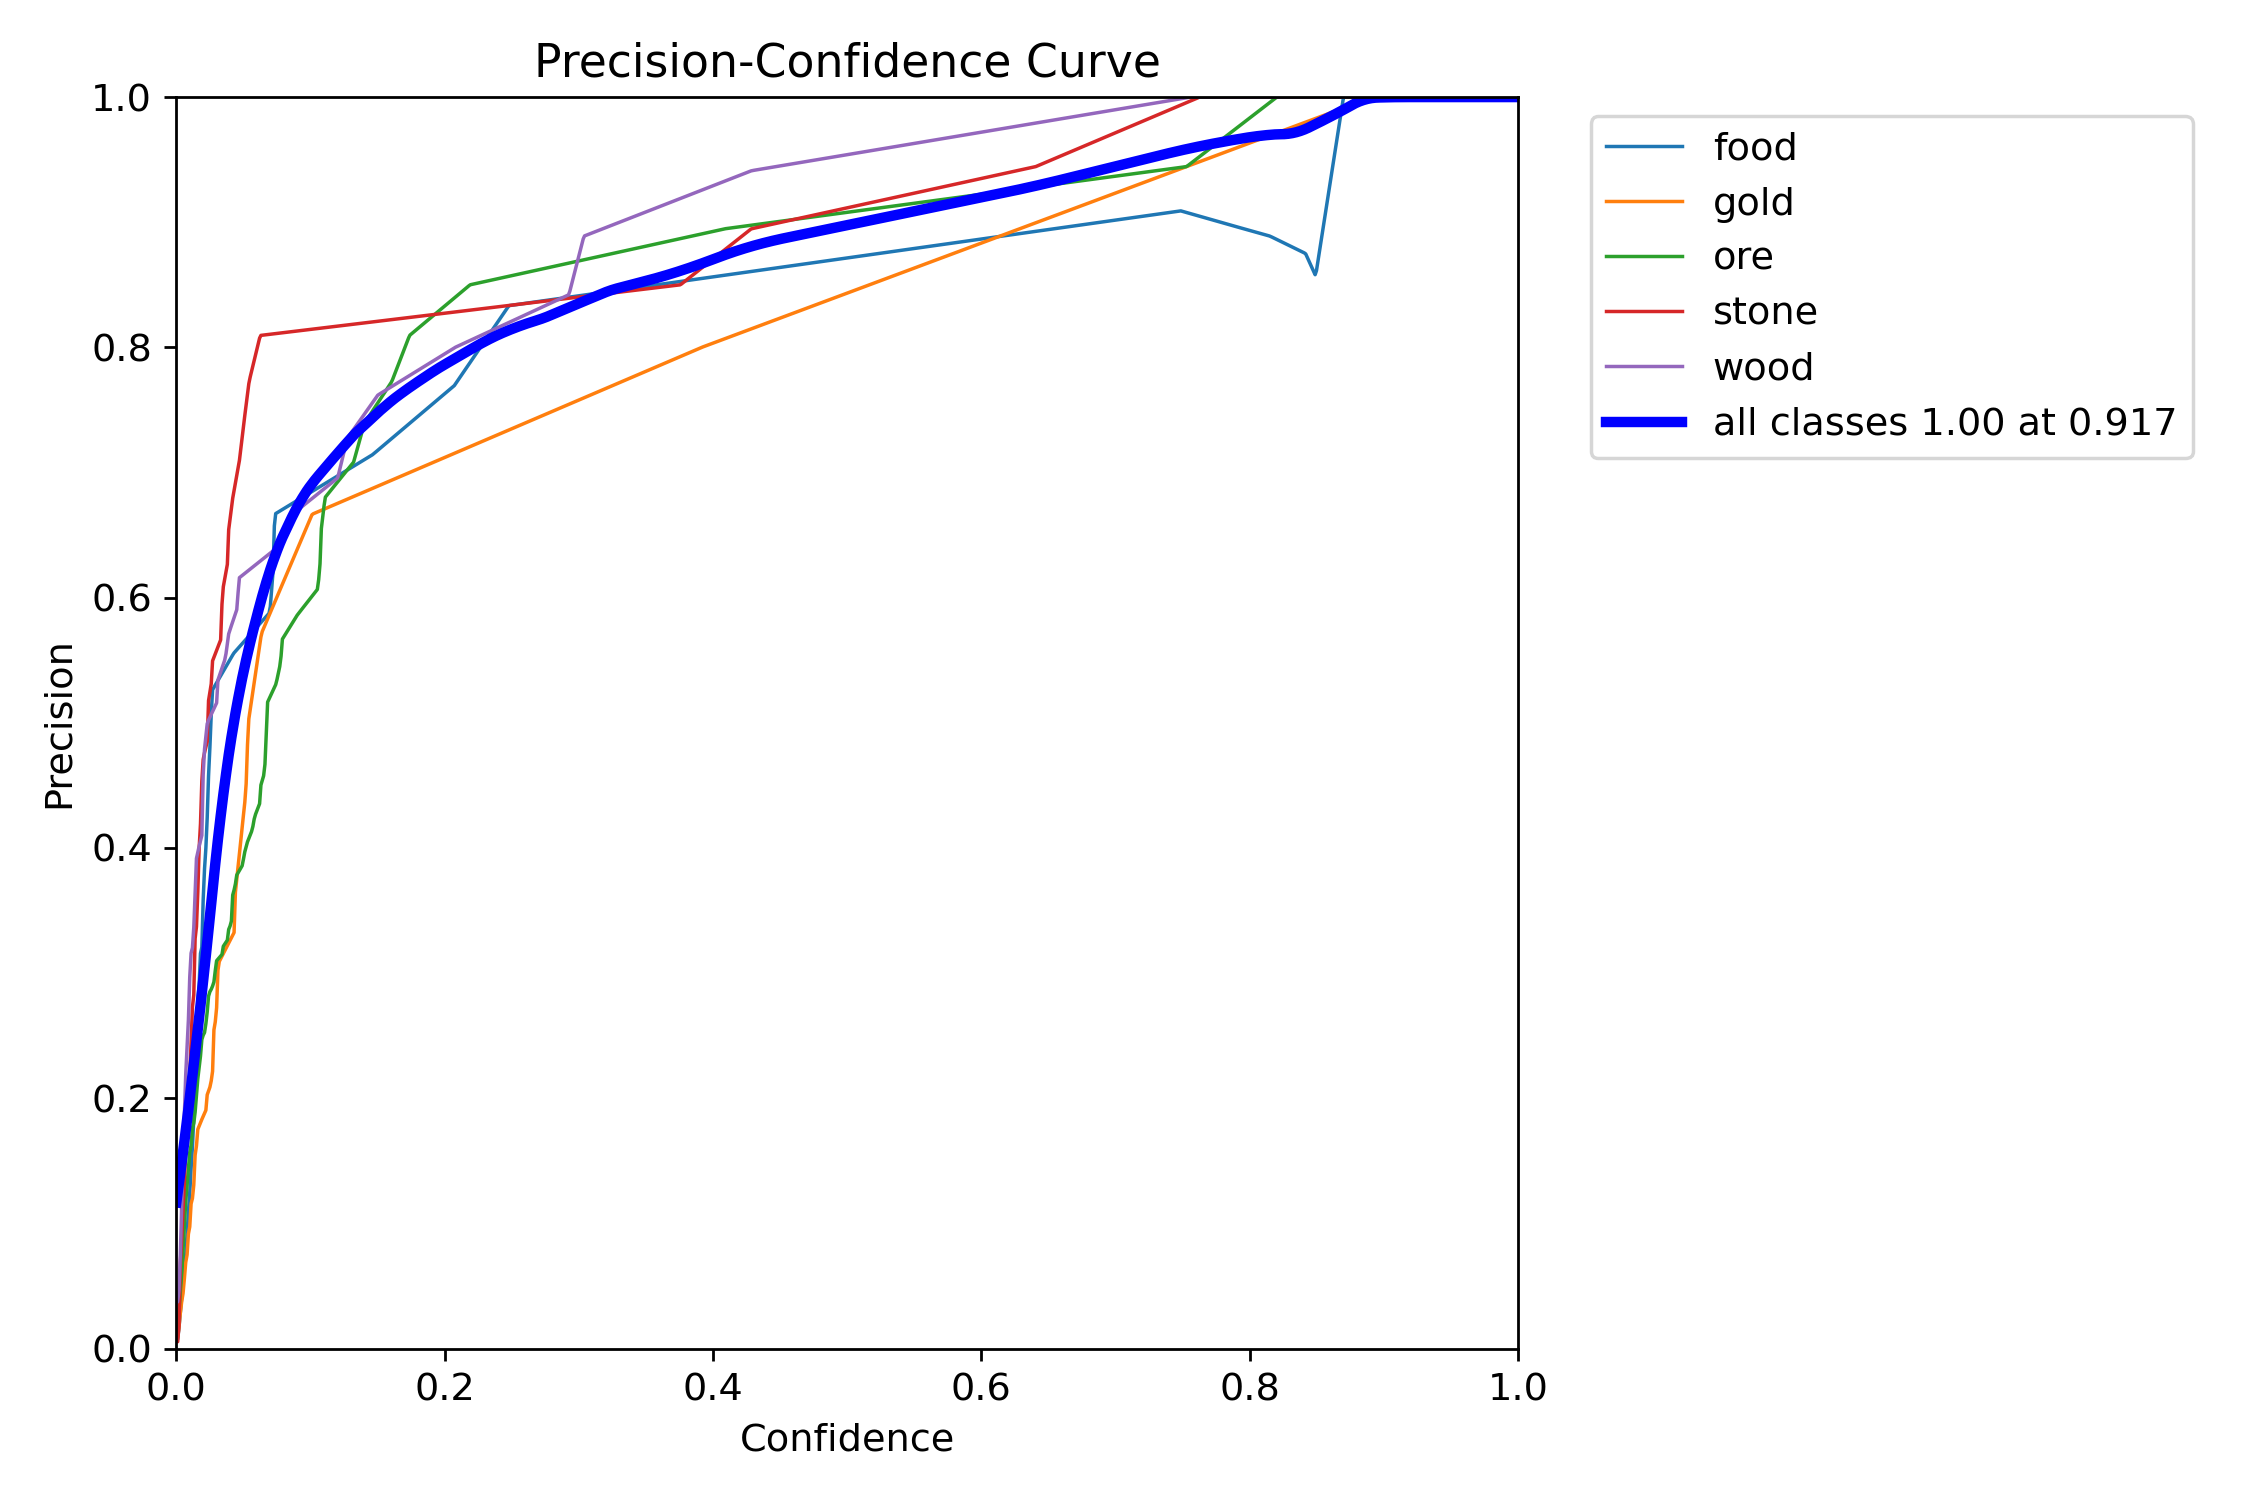 Precision-Confidence Curve
1.0
0.8
0.6
0.4
0.2
0.0
Precision
0.0 0.2 0.4 0.6 0.8 1.0
Confidence
food
gold
ore
stone
wood
all classes 1.00 at 0.917